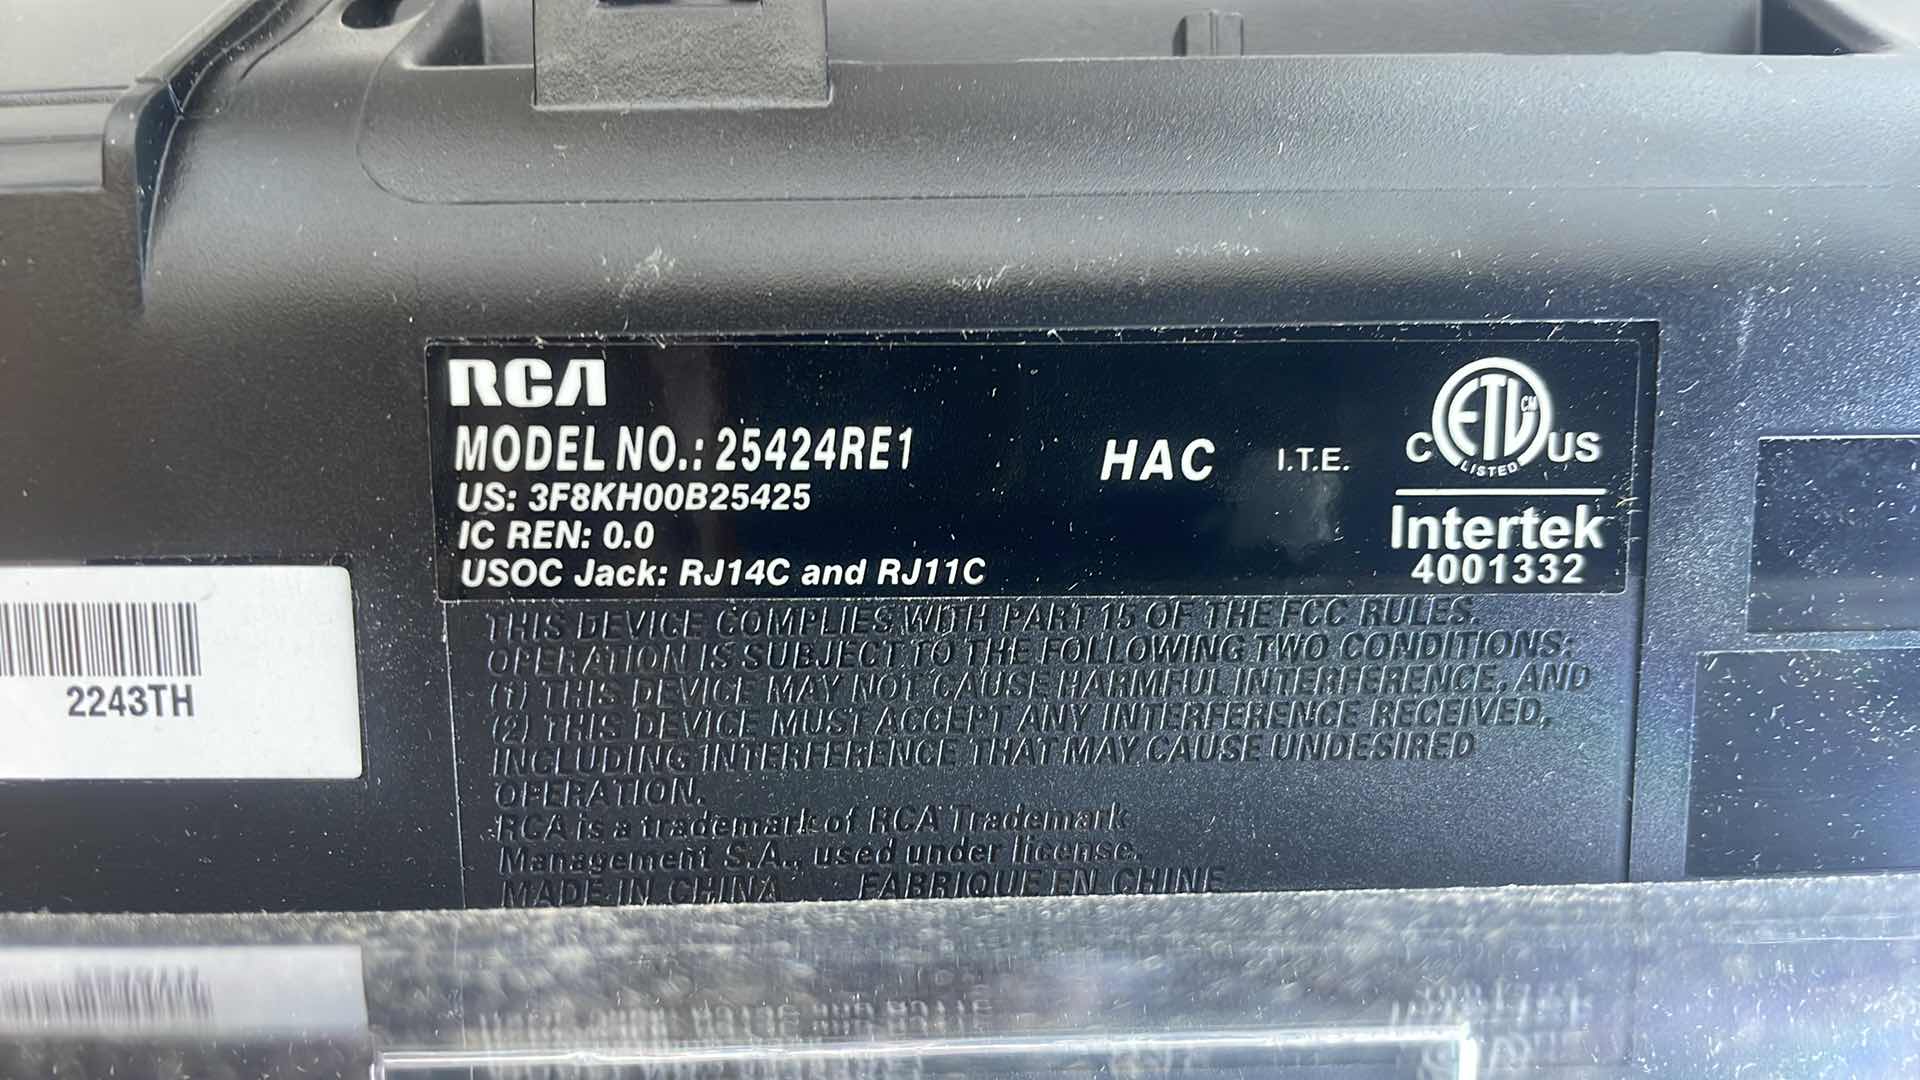 RCA
MODEL NO.: 25424RE1
US: 3F8KH00B25425
IC REN: 0.0
USOC Jack: RJ14C and RJ11C
HAC
I.T.E.
ETL CM
C US
LISTED
Intertek
4001332
2243TH
THIS DEVICE COMPLIES WITH PART 15 OF THE FCC RULES.
OPERATION IS SUBJECT TO THE FOLLOWING TWO CONDITIONS:
(1) THIS DEVICE MAY NOT CAUSE HARMFUL INTERFERENCE, AND
(2) THIS DEVICE MUST ACCEPT ANY INTERFERENCE RECEIVED,
INCLUDING INTERFERENCE THAT MAY CAUSE UNDESIRED
OPERATION.
RCA is a trademark of RCA Trademark
Management S.A., used under license.
MADE IN CHINA FABRIQUE EN CHINE